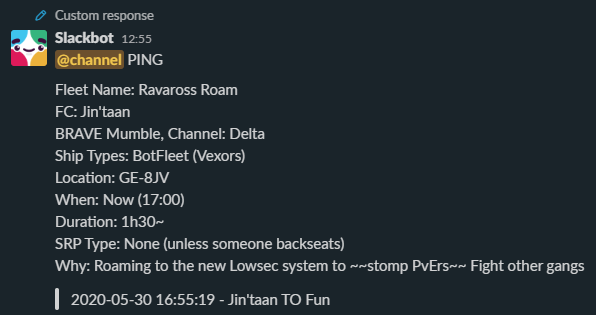 Custom response
Slackbot 12:55
@channel PING
Fleet Name: Ravaross Roam
FC: Jin'taan
BRAVE Mumble, Channel: Delta
Ship Types: BotFleet (Vexors)
Location: GE-8JV
When: Now (17:00)
Duration: 1h30~
SRP Type: None (unless someone backseats)
Why: Roaming to the new Lowsec system to ~~stomp PvErs~~ Fight other gangs
2020-05-30 16:55:19 - Jin'taan TO Fun